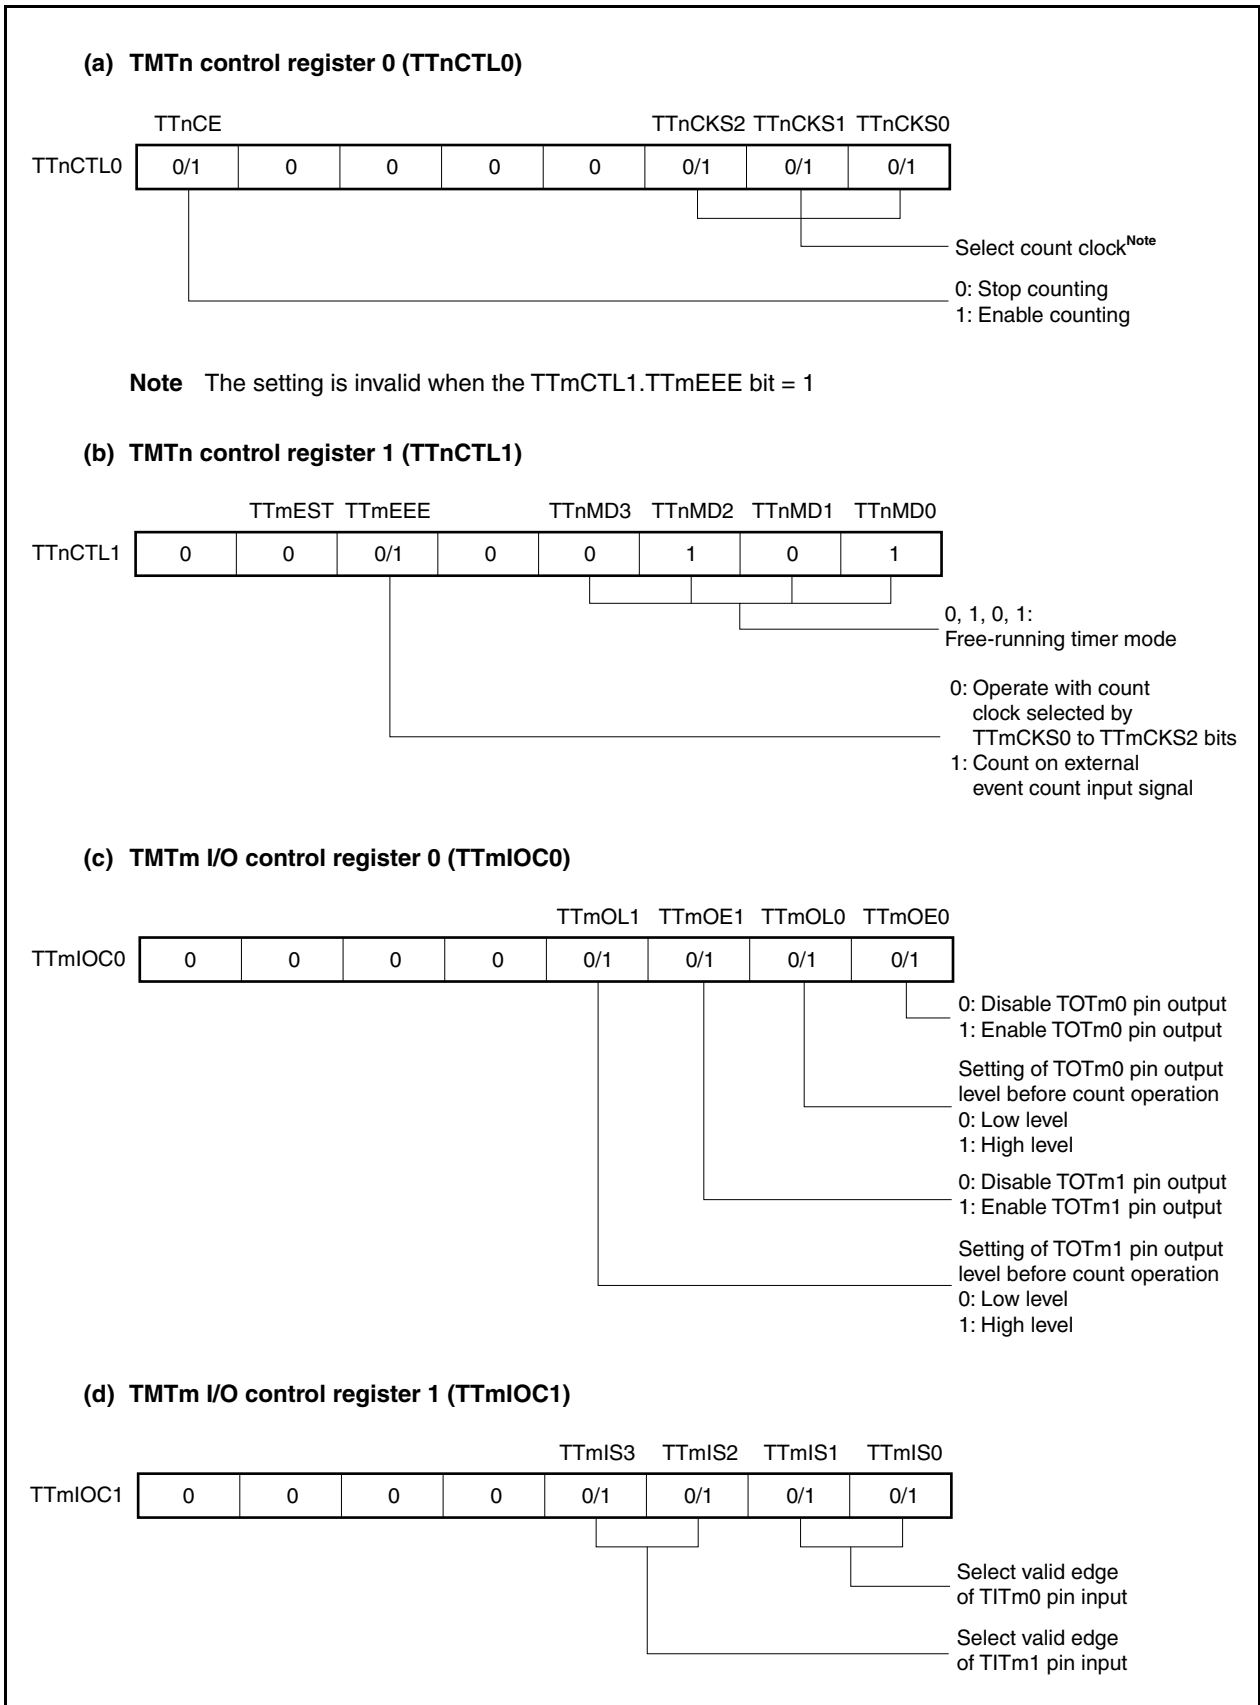 (a) TMTn control register 0 (TTnCTL0)
TTnCE TTnCKS2 TTnCKS1 TTnCKS0
TTnCTL0 0/1 0 0 0 0 0/1 0/1 0/1
Select count clockNote
0: Stop counting
1: Enable counting
Note The setting is invalid when the TTmCTL1.TTmEEE bit = 1
(b) TMTn control register 1 (TTnCTL1)
TTmEST TTmEEE TTnMD3 TTnMD2 TTnMD1 TTnMD0
TTnCTL1 0 0 0/1 0 0 1 0 1
0, 1, 0, 1:
Free-running timer mode
0: Operate with count
clock selected by
TTmCKS0 to TTmCKS2 bits
1: Count on external
event count input signal
(c) TMTm I/O control register 0 (TTmIOC0)
TTmOL1 TTmOE1 TTmOL0 TTmOE0
TTmIOC0 0 0 0 0 0/1 0/1 0/1 0/1
0: Disable TOTm0 pin output
1: Enable TOTm0 pin output
Setting of TOTm0 pin output
level before count operation
0: Low level
1: High level
0: Disable TOTm1 pin output
1: Enable TOTm1 pin output
Setting of TOTm1 pin output
level before count operation
0: Low level
1: High level
(d) TMTm I/O control register 1 (TTmIOC1)
TTmIS3 TTmIS2 TTmIS1 TTmIS0
TTmIOC1 0 0 0 0 0/1 0/1 0/1 0/1
Select valid edge
of TITm0 pin input
Select valid edge
of TITm1 pin input